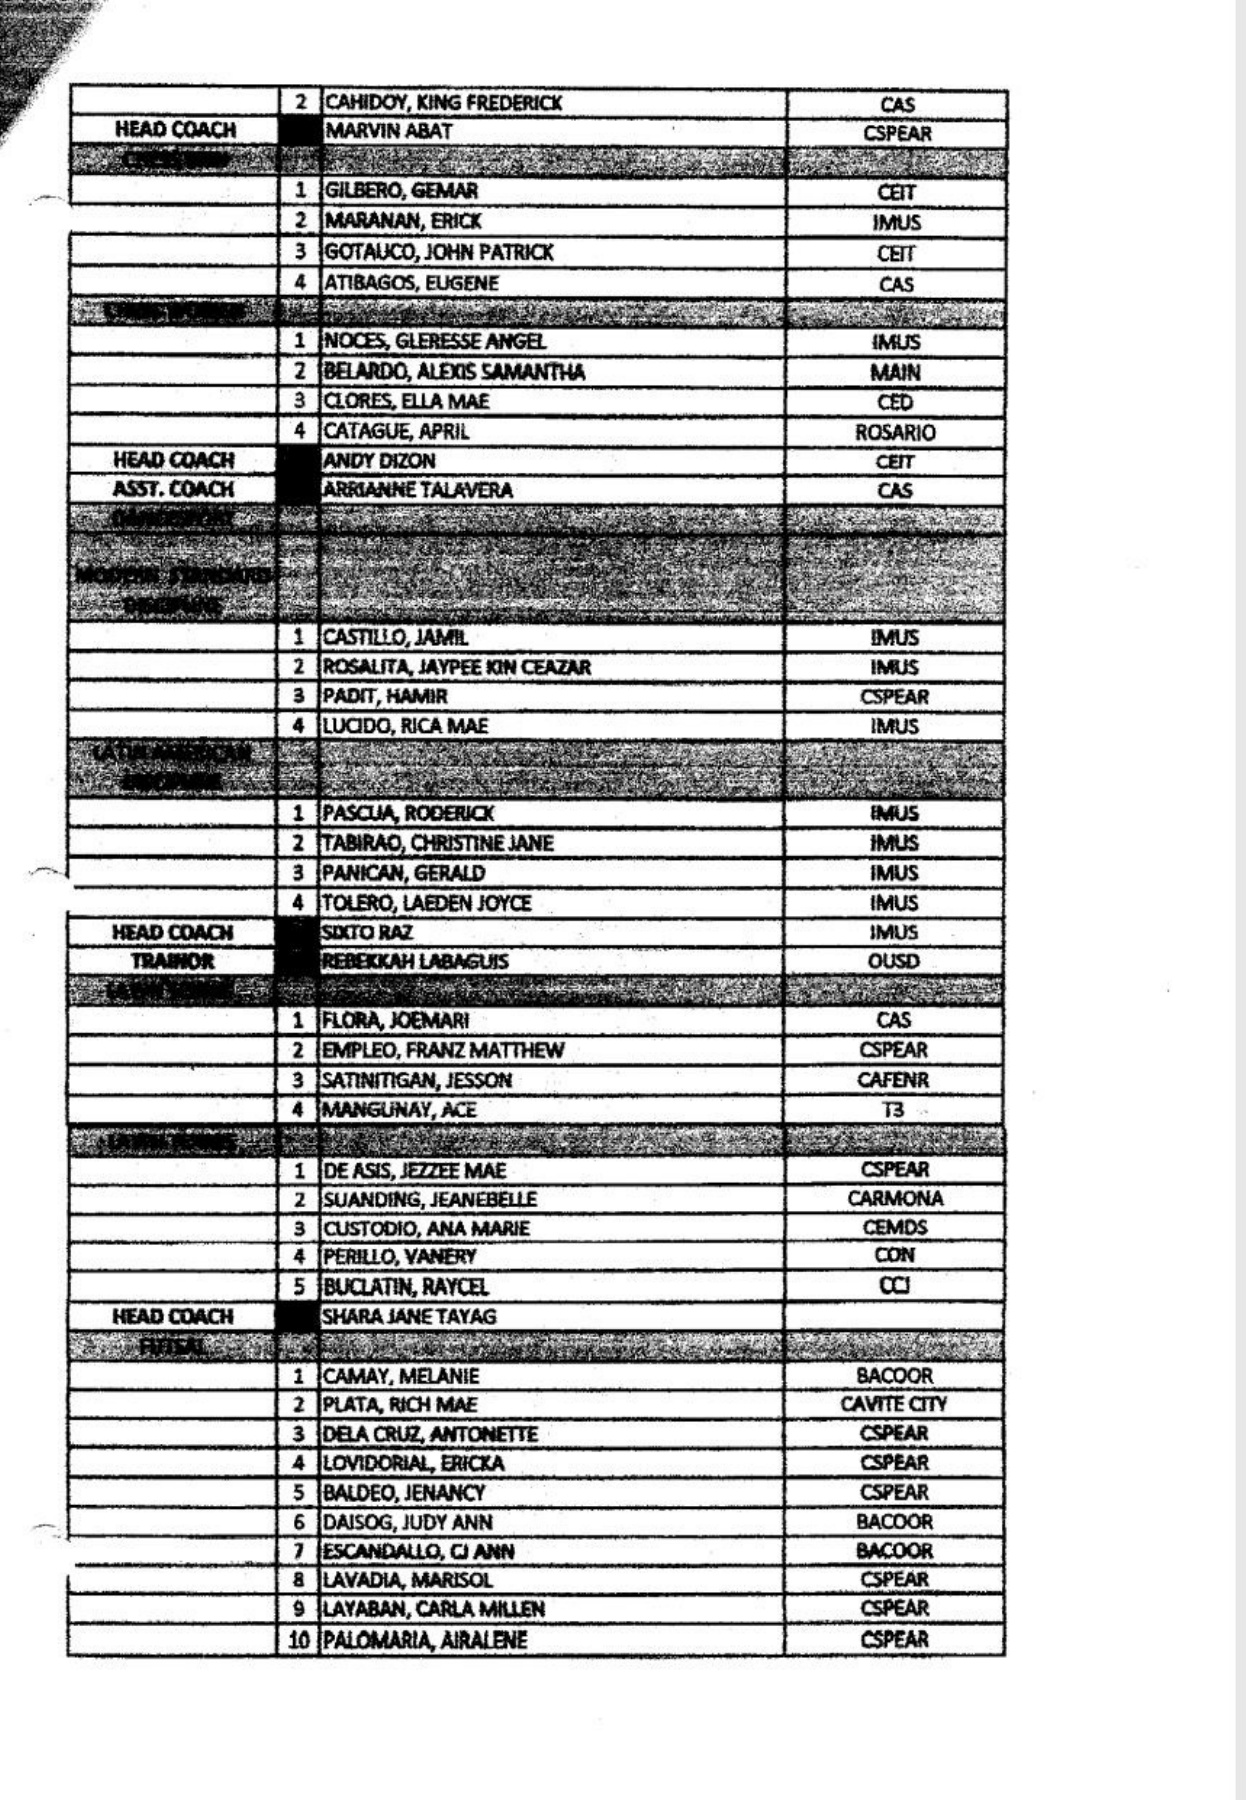 2 CAHIDOY, KING FREDERICK CAS
HEAD COACH MARVIN ABAT CSPEAR
1 GILBERO, GEMAR CEIT
2 MARANAN, ERICK IMUS
3 GOTAUCO, JOHN PATRICK CEIT
4 ATIBAGOS, EUGENE CAS
1 NOCES, GLERESSE ANGEL IMUS
2 BELARDO, ALEXIS SAMANTHA MAIN
3 CLORES, ELLA MAE CED
4 CATAGUE, APRIL ROSARIO
HEAD COACH ANDY DIZON CEIT
ASST. COACH ARRIANNE TALAVERA CAS
MODERN STANDARD
DISCIPLINE
1 CASTILLO, JAMIL IMUS
2 ROSALITA, JAYPEE KIN CEAZAR IMUS
3 PADIT, HAMIR CSPEAR
4 LUCIDO, RICA MAE IMUS
LATIN AMERICAN
DISCIPLINE
1 PASCUA, RODERICK IMUS
2 TABIRAO, CHRISTINE JANE IMUS
3 PANICAN, GERALD IMUS
4 TOLERO, LAEDEN JOYCE IMUS
HEAD COACH SIXTO RAZ IMUS
TRAINOR REBEKKAH LABAGUIS OUSD
LAWN TENNIS
1 FLORA, JOEMARI CAS
2 EMPLEO, FRANZ MATTHEW CSPEAR
3 SATINITIGAN, JESSON CAFENR
4 MANGUNAY, ACE T3
LAWN TENNIS
1 DE ASIS, JEZZEE MAE CSPEAR
2 SUANDING, JEANEBELLE CARMONA
3 CUSTODIO, ANA MARIE CEMDS
4 PERILLO, VANERY CON
5 BUCLATIN, RAYCEL CCJ
HEAD COACH SHARA JANE TAYAG
FUTSAL
1 CAMAY, MELANIE BACOOR
2 PLATA, RICH MAE CAVITE CITY
3 DELA CRUZ, ANTONETTE CSPEAR
4 LOVIDORIAL, ERICKA CSPEAR
5 BALDEO, JENANCY CSPEAR
6 DAISOG, JUDY ANN BACOOR
7 ESCANDALLO, CJ ANN BACOOR
8 LAVADIA, MARISOL CSPEAR
9 LAYABAN, CARLA MILLEN CSPEAR
10 PALOMARIA, AIRALENE CSPEAR